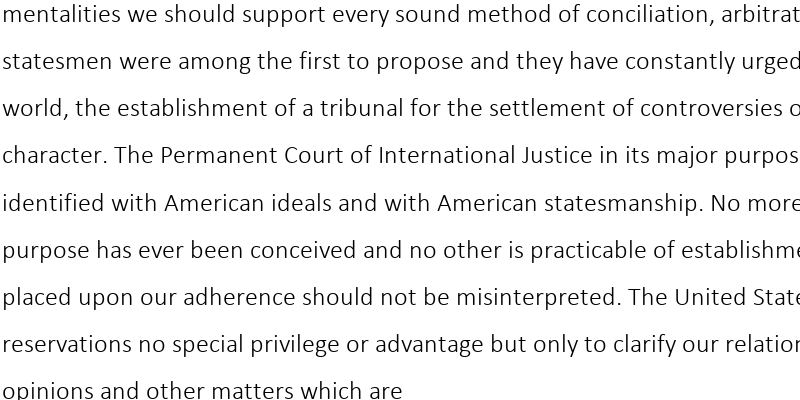 mentalities we should support every sound method of conciliation, arbitrat
statesmen were among the first to propose and they have constantly urged
world, the establishment of a tribunal for the settlement of controversies o
character. The Permanent Court of International Justice in its major purpos
identified with American ideals and with American statesmanship. No more
purpose has ever been conceived and no other is practicable of establishme
placed upon our adherence should not be misinterpreted. The United State
reservations no special privilege or advantage but only to clarify our relation
opinions and other matters which are